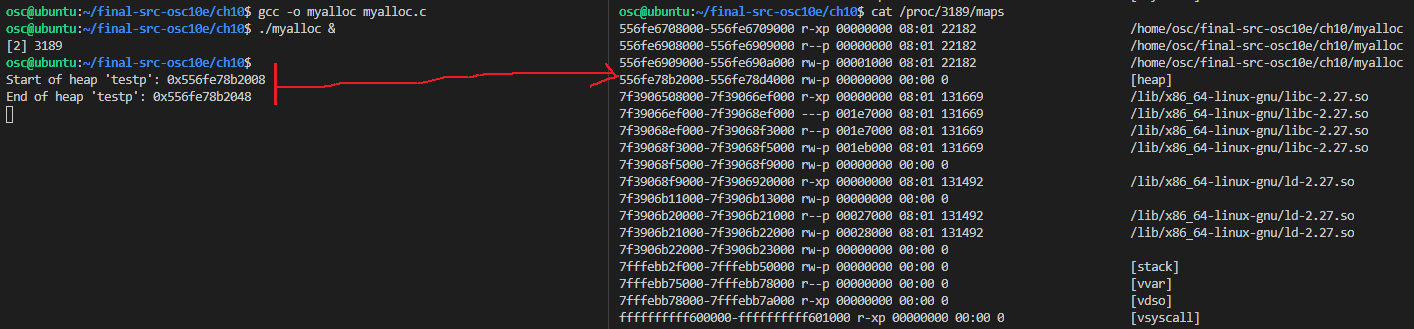 osc@ubuntu:~/final-src-osc10e/ch10$ gcc -o myalloc myalloc.c
osc@ubuntu:~/final-src-osc10e/ch10$ ./myalloc &
[2] 3189
osc@ubuntu:~/final-src-osc10e/ch10$
Start of heap 'testp': 0x556fe78b2008
End of heap 'testp': 0x556fe78b2048
osc@ubuntu:~/final-src-osc10e/ch10$ cat /proc/3189/maps
556fe6708000-556fe6709000 r-xp 00000000 08:01 22182 /home/osc/final-src-osc10e/ch10/myalloc
556fe6908000-556fe6909000 r--p 00000000 08:01 22182 /home/osc/final-src-osc10e/ch10/myalloc
556fe6909000-556fe690a000 rw-p 00001000 08:01 22182 /home/osc/final-src-osc10e/ch10/myalloc
556fe78b2000-556fe78d4000 rw-p 00000000 00:00 0 [heap]
7f3906508000-7f39066ef000 r-xp 00000000 08:01 131669 /lib/x86_64-linux-gnu/libc-2.27.so
7f39066ef000-7f39068ef000 ---p 001e7000 08:01 131669 /lib/x86_64-linux-gnu/libc-2.27.so
7f39068ef000-7f39068f3000 r--p 001e7000 08:01 131669 /lib/x86_64-linux-gnu/libc-2.27.so
7f39068f3000-7f39068f5000 rw-p 001eb000 08:01 131669 /lib/x86_64-linux-gnu/libc-2.27.so
7f39068f5000-7f39068f9000 rw-p 00000000 00:00 0
7f39068f9000-7f3906920000 r-xp 00000000 08:01 131492 /lib/x86_64-linux-gnu/ld-2.27.so
7f3906b11000-7f3906b13000 rw-p 00000000 00:00 0
7f3906b20000-7f3906b21000 r--p 00027000 08:01 131492 /lib/x86_64-linux-gnu/ld-2.27.so
7f3906b21000-7f3906b22000 rw-p 00028000 08:01 131492 /lib/x86_64-linux-gnu/ld-2.27.so
7f3906b22000-7f3906b23000 rw-p 00000000 00:00 0
7fffebb2f000-7fffebb50000 rw-p 00000000 00:00 0 [stack]
7fffebb75000-7fffebb78000 r--p 00000000 00:00 0 [vvar]
7fffebb78000-7fffebb7a000 r-xp 00000000 00:00 0 [vdso]
ffffffffff600000-ffffffffff601000 r-xp 00000000 00:00 0 [vsyscall]